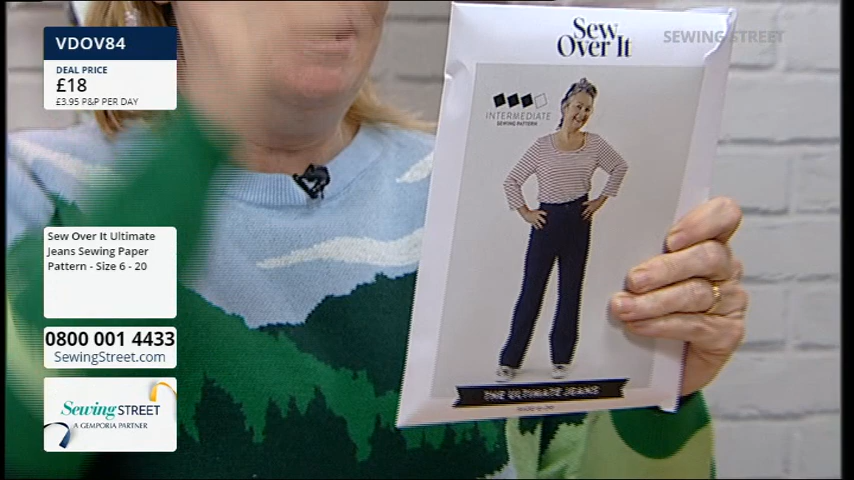 VDOV84
DEAL PRICE
£18
£3.95 P&P PER DAY
Sew Over It Ultimate
Jeans Sewing Paper
Pattern - Size 6 - 20
0800 001 4433
SewingStreet.com
Sewing STREET
A GEMPORIA PARTNER
SEWING STREET
Sew
Over It
INTERMEDIATE
SEWING PATTERN
THE ULTIMATE JEANS